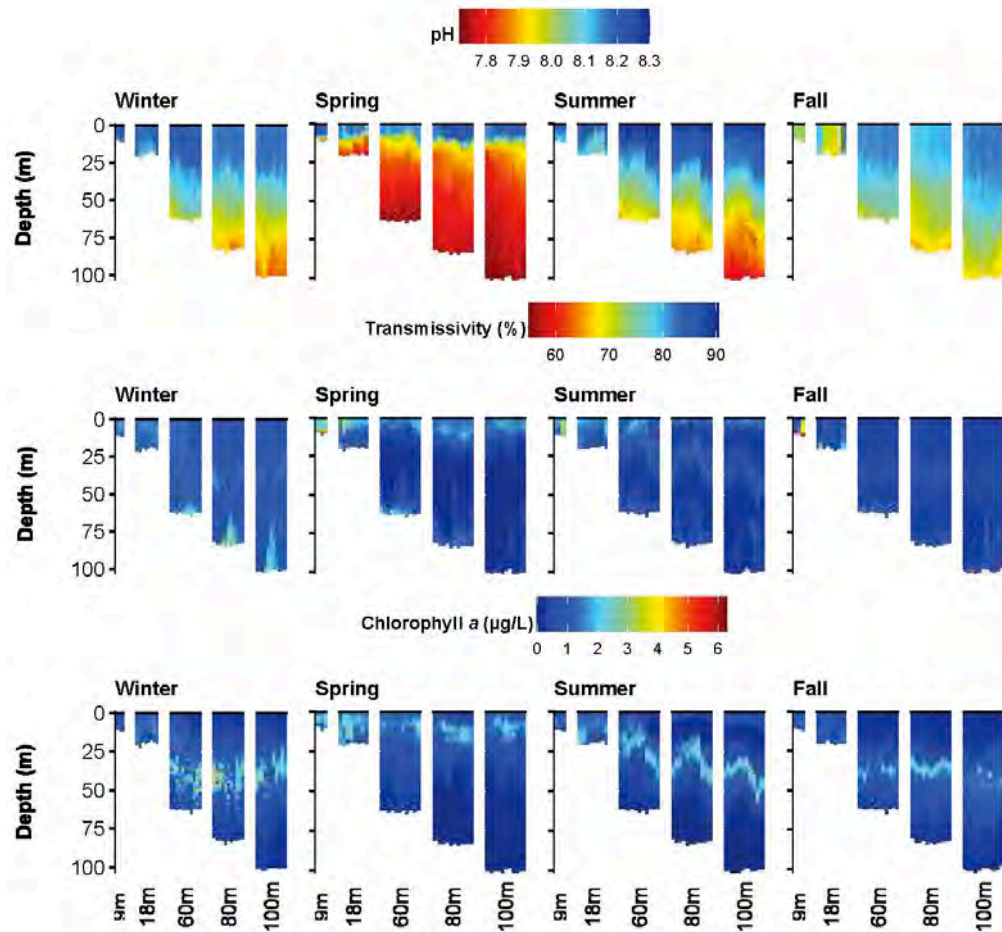 pH
7.8 7.9 8.0 8.1 8.2 8.3
Winter Spring Summer Fall
Depth (m)
0
25
50
75
100
Transmissivity (%)
60 70 80 90
Winter Spring Summer Fall
Depth (m)
0
25
50
75
100
Chlorophyll a (µg/L)
0 1 2 3 4 5 6
Winter Spring Summer Fall
Depth (m)
0
25
50
75
100
9m 18m 60m 80m 100m 9m 18m 60m 80m 100m 9m 18m 60m 80m 100m 9m 18m 60m 80m 100m